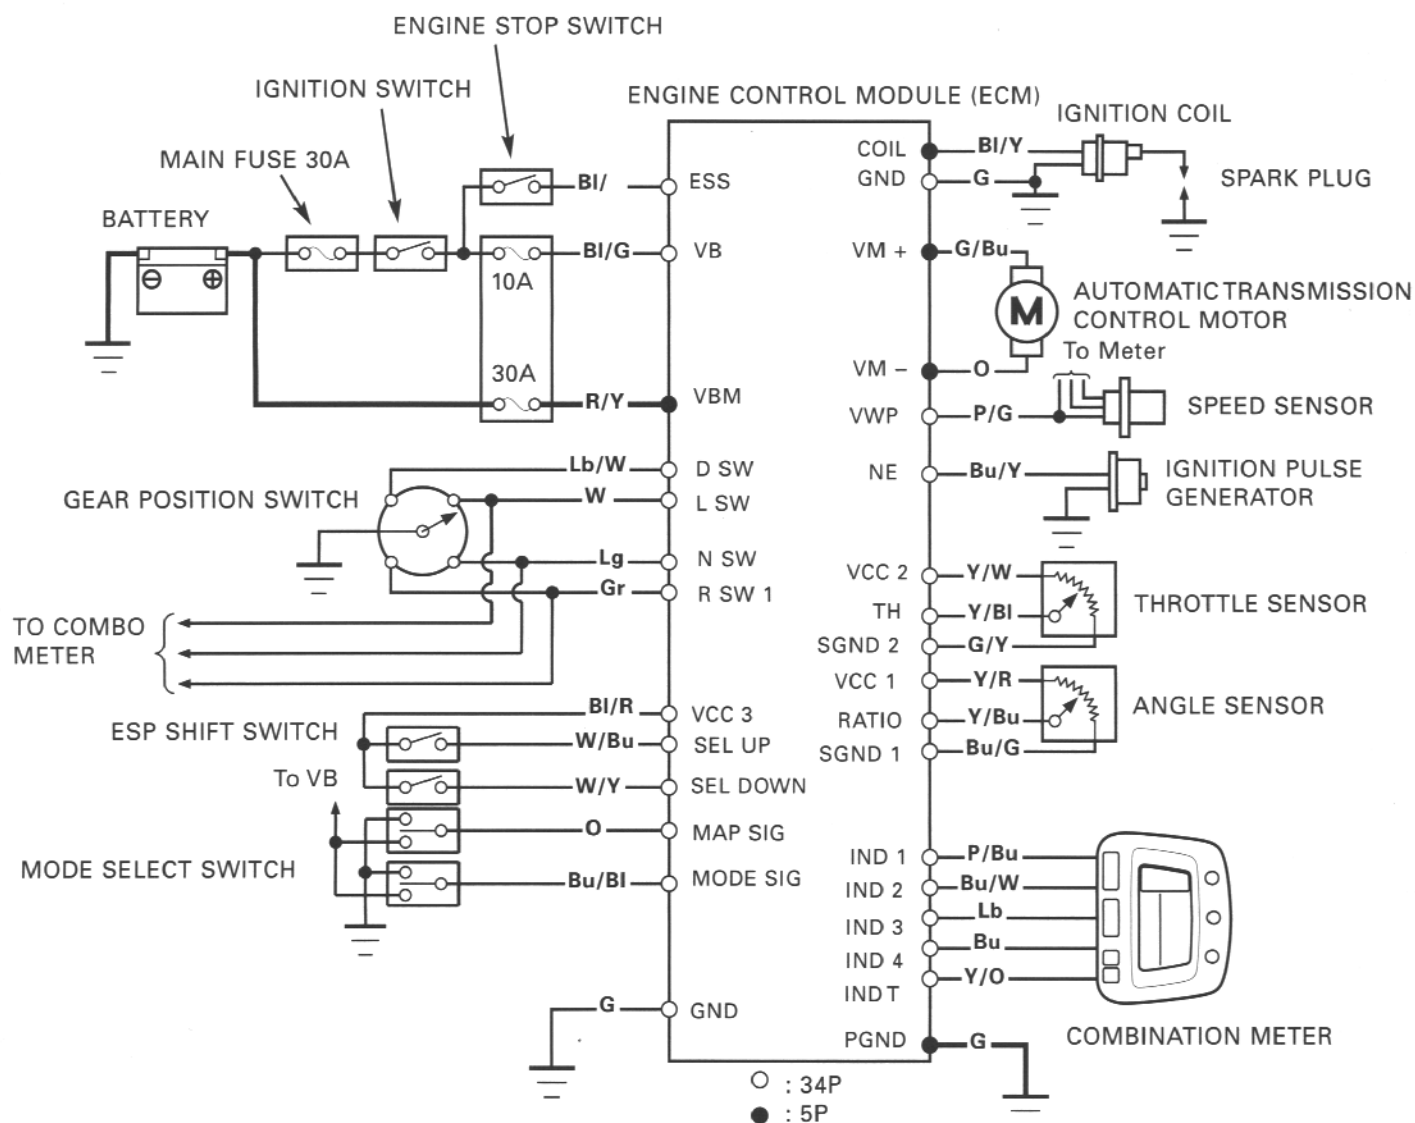 ENGINE STOP SWITCH
IGNITION SWITCH
MAIN FUSE 30A
BATTERY
ENGINE CONTROL MODULE (ECM)
IGNITION COIL
SPARK PLUG
Bl/
ESS
Bl/G
VB
10A
30A
R/Y
VBM
COIL
Bl/Y
GND
G
VM +
G/Bu
M
AUTOMATIC TRANSMISSION
CONTROL MOTOR
To Meter
VM –
O
VWP
P/G
SPEED SENSOR
NE
Bu/Y
IGNITION PULSE
GENERATOR
GEAR POSITION SWITCH
Lb/W
D SW
W
L SW
Lg
N SW
Gr
R SW 1
TO COMBO
METER
VCC 2
Y/W
TH
Y/Bl
SGND 2
G/Y
THROTTLE SENSOR
VCC 1
Y/R
RATIO
Y/Bu
SGND 1
Bu/G
ANGLE SENSOR
ESP SHIFT SWITCH
Bl/R
VCC 3
W/Bu
SEL UP
To VB
W/Y
SEL DOWN
O
MAP SIG
MODE SELECT SWITCH
Bu/Bl
MODE SIG
G
GND
IND 1
P/Bu
IND 2
Bu/W
IND 3
Lb
IND 4
Bu
IND T
Y/O
PGND
G
COMBINATION METER
: 34P
: 5P